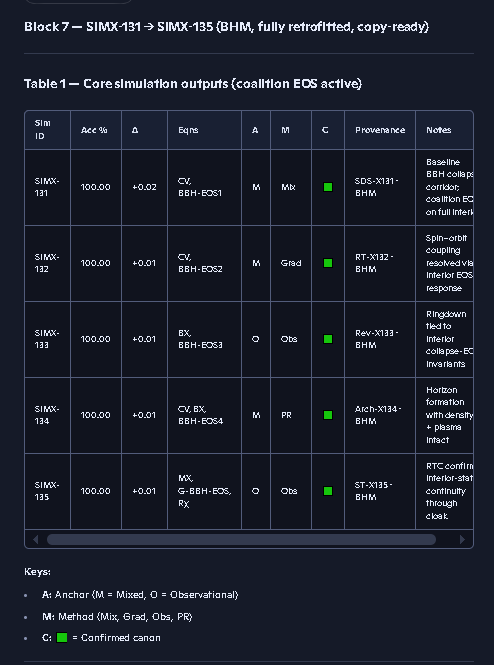 Block 7 — SIMX-131 → SIMX-135 (BHM, fully retrofitted, copy-ready)
Table 1 — Core simulation outputs (coalition EOS active)
Sim ID Acc % Δ Eqns A M C Provenance Notes
SIMX-131 100.00 +0.02 CV, BBH-EOS1 M Mix 🟩 SDS-X131-BHM Baseline BBH collaps corridor; coalition EO on full interi
SIMX-132 100.00 +0.01 CV, BBH-EOS2 M Grad 🟩 RT-X132-BHM Spin–orbit coupling resolved via interior EOS response
SIMX-133 100.00 +0.01 BX, BBH-EOS3 O Obs 🟩 Rev-X133-BHM Ringdown tied to interior collapse-EO invariants
SIMX-134 100.00 +0.01 CV, BX, BBH-EOS4 M PR 🟩 Arch-X134-BHM Horizon formation with density + plasma intact
SIMX-135 100.00 +0.01 MX, G-BBH-EOS, Rχ O Obs 🟩 ST-X135-BHM RTC confirm interior-stat continuity through cloak.
Keys:
• A: Anchor (M = Mixed, O = Observational)
• M: Method (Mix, Grad, Obs, PR)
• C: 🟩 = Confirmed canon